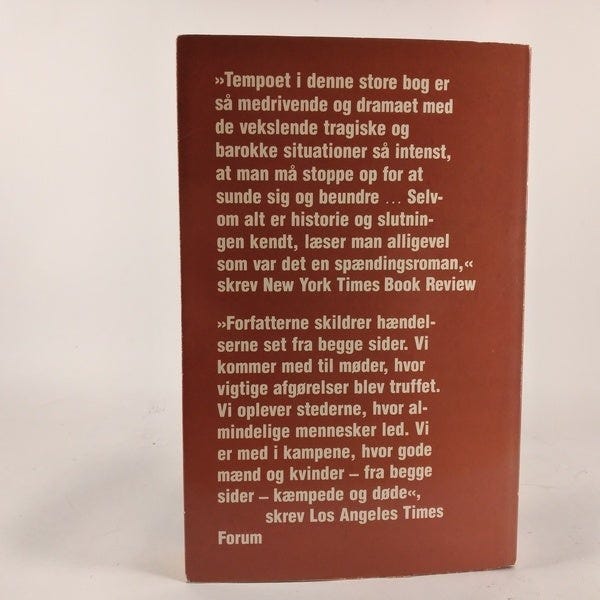 »Tempoet i denne store bog er
så medrivende og dramaet med
de vekslende tragiske og
barokke situationer så intenst,
at man må stoppe op for at
sunde sig og beundre ... Selv-
om alt er historie og slutnin-
gen kendt, læser man alligevel
som var det en spændingsroman,«
skrev New York Times Book Review
»Forfatterne skildrer hændel-
serne set fra begge sider. Vi
kommer med til møder, hvor
vigtige afgørelser blev truffet.
Vi oplever stederne, hvor al-
mindelige mennesker led. Vi
er med i kampene, hvor gode
mænd og kvinder – fra begge
sider – kæmpede og døde«,
skrev Los Angeles Times
Forum